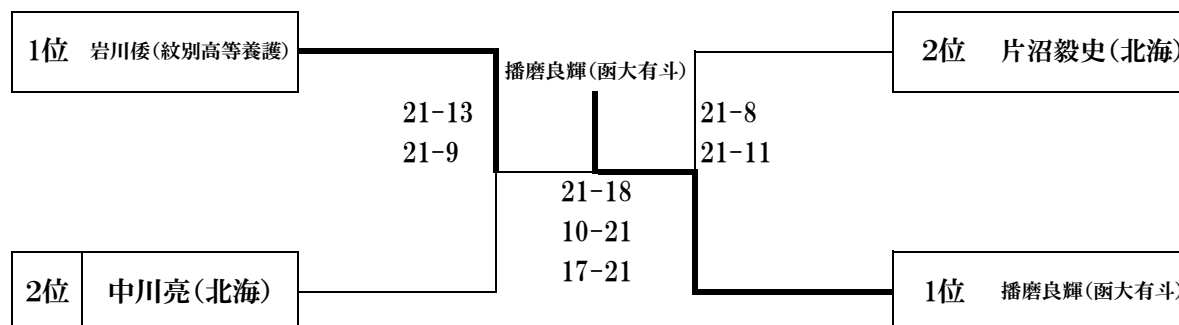 1位 岩川倭(紋別高等養護)
2位 片沼毅史(北海)
播磨良輝(函大有斗)
21-13
21-9
21-8
21-11
21-18
10-21
17-21
2位 中川亮(北海)
1位 播磨良輝(函大有斗)